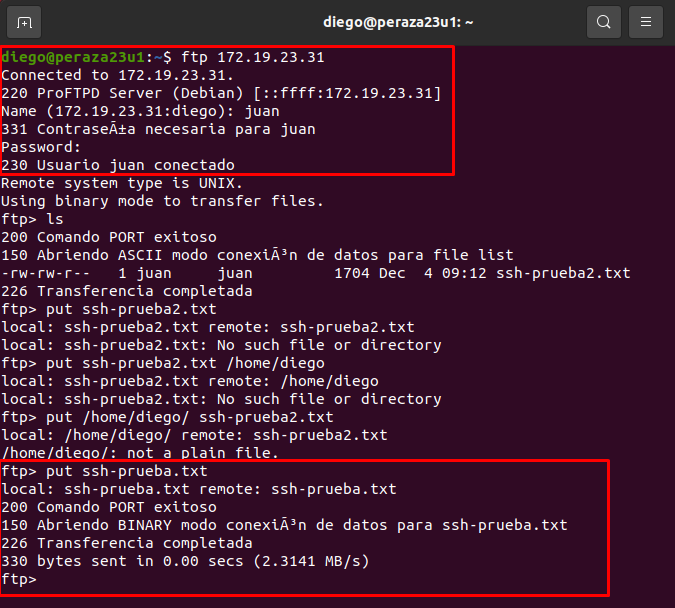 diego@peraza23u1: ~
diego@peraza23u1:~$ ftp 172.19.23.31
Connected to 172.19.23.31.
220 ProFTPD Server (Debian) [::ffff:172.19.23.31]
Name (172.19.23.31:diego): juan
331 ContraseÃ±a necesaria para juan
Password:
230 Usuario juan conectado
Remote system type is UNIX.
Using binary mode to transfer files.
ftp> ls
200 Comando PORT exitoso
150 Abriendo ASCII modo conexiÃ³n de datos para file list
-rw-rw-r--   1 juan     juan         1704 Dec  4 09:12 ssh-prueba2.txt
226 Transferencia completada
ftp> put ssh-prueba2.txt
local: ssh-prueba2.txt remote: ssh-prueba2.txt
local: ssh-prueba2.txt: No such file or directory
ftp> put ssh-prueba2.txt /home/diego
local: ssh-prueba2.txt remote: /home/diego
local: ssh-prueba2.txt: No such file or directory
ftp> put /home/diego/ ssh-prueba2.txt
local: /home/diego/ remote: ssh-prueba2.txt
/home/diego/: not a plain file.
ftp> put ssh-prueba.txt
local: ssh-prueba.txt remote: ssh-prueba.txt
200 Comando PORT exitoso
150 Abriendo BINARY modo conexiÃ³n de datos para ssh-prueba.txt
226 Transferencia completada
330 bytes sent in 0.00 secs (2.3141 MB/s)
ftp>